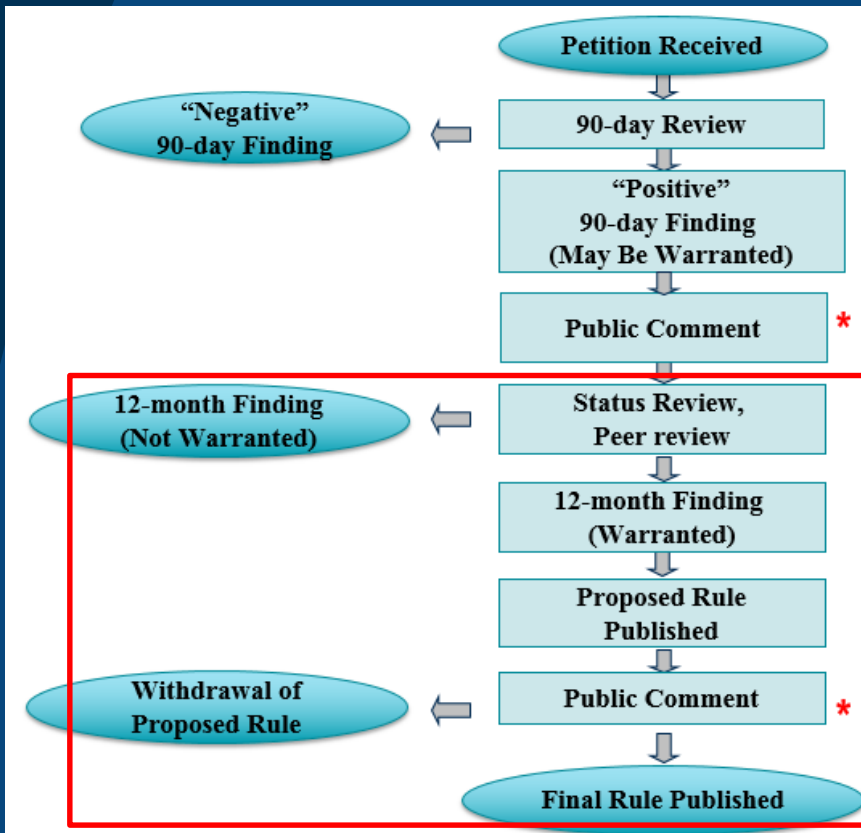 Petition Received
“Negative”
90-day Finding
90-day Review
“Positive”
90-day Finding
(May Be Warranted)
Public Comment *
12-month Finding
(Not Warranted)
Status Review,
Peer review
12-month Finding
(Warranted)
Proposed Rule
Published
Withdrawal of
Proposed Rule
Public Comment *
Final Rule Published